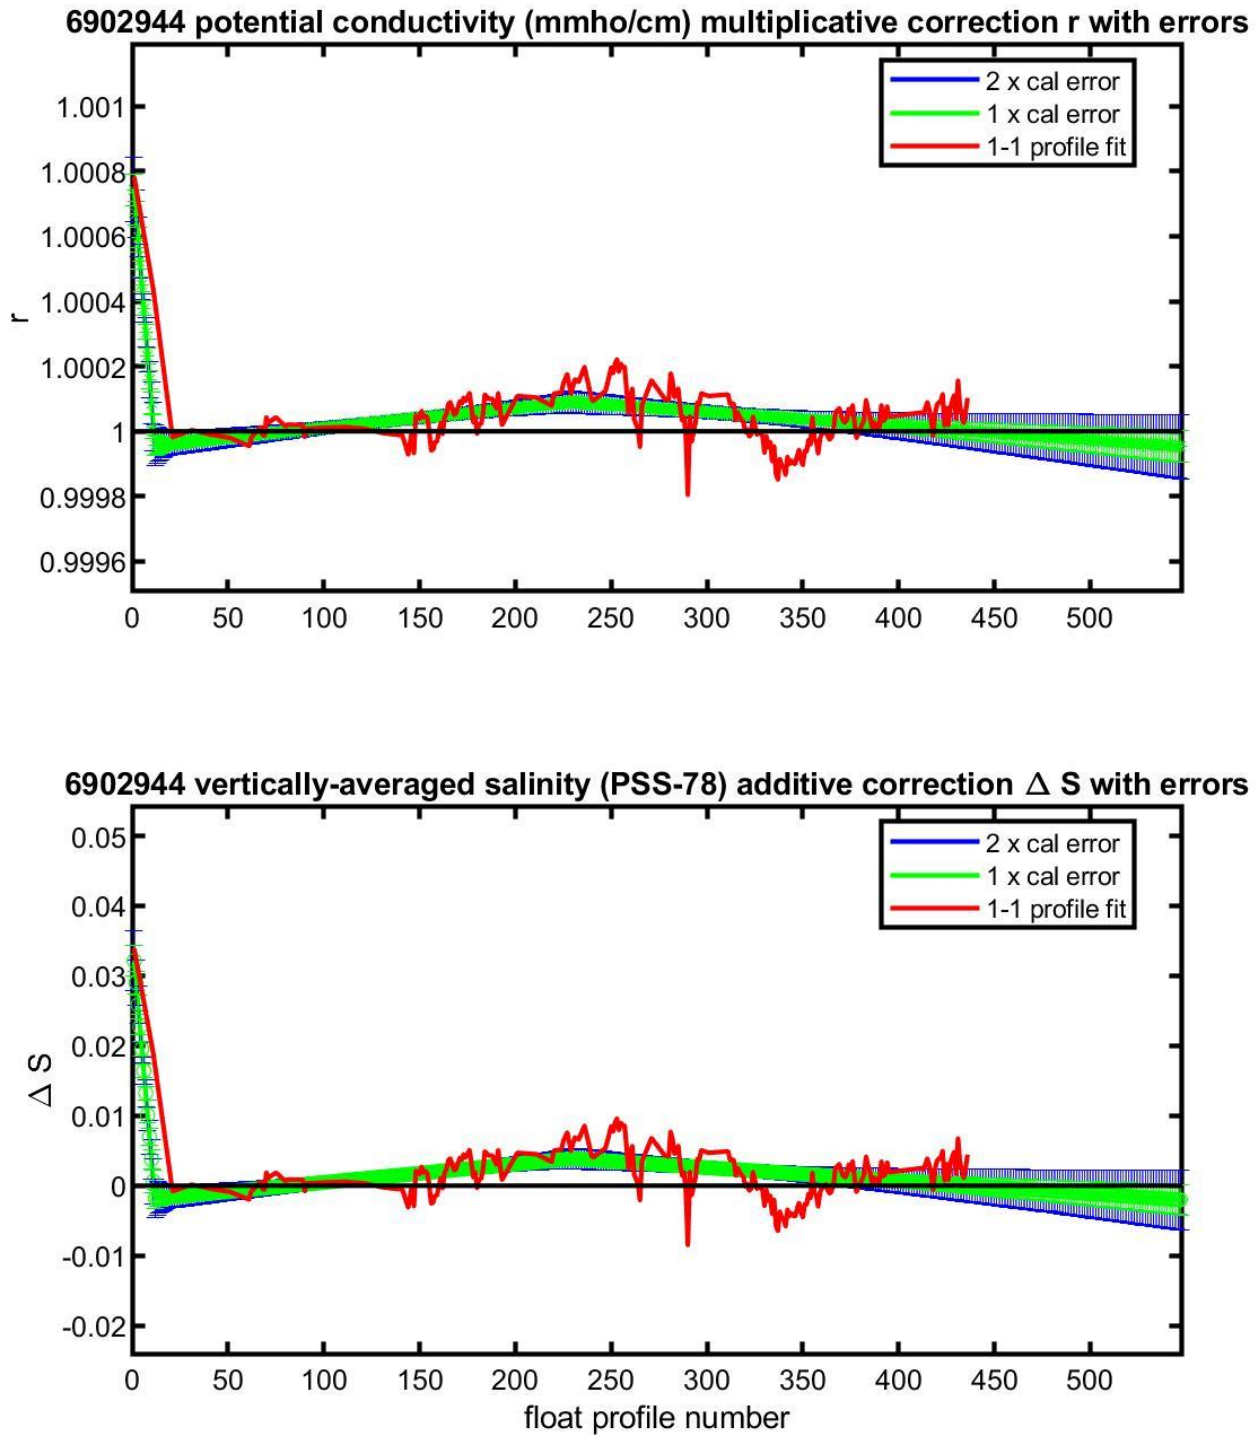 6902944 potential conductivity (mmho/cm) multiplicative correction r with errors
2 x cal error
1 x cal error
1-1 profile fit
1.001
1.0008
1.0006
1.0004
1.0002
1
0.9998
0.9996
r
0 50 100 150 200 250 300 350 400 450 500
6902944 vertically-averaged salinity (PSS-78) additive correction Δ S with errors
2 x cal error
1 x cal error
1-1 profile fit
0.05
0.04
0.03
0.02
0.01
0
-0.01
-0.02
Δ S
0 50 100 150 200 250 300 350 400 450 500
float profile number